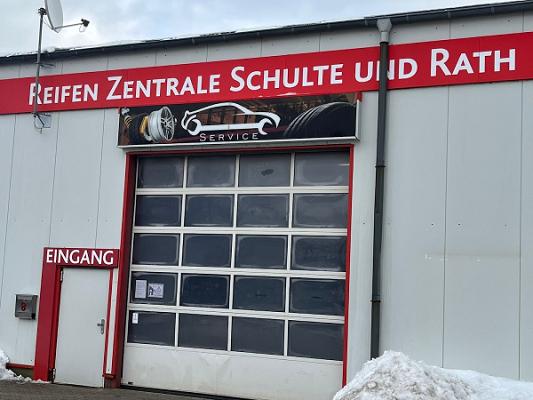 REIFEN ZENTRALE SCHULTE UND RATH
SERVICE
EINGANG